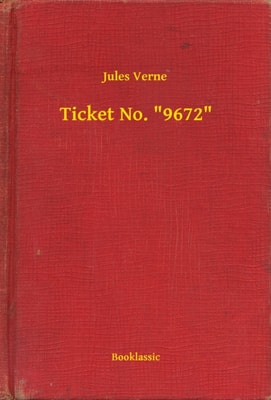 Jules Verne
Ticket No. "9672"
Booklassic